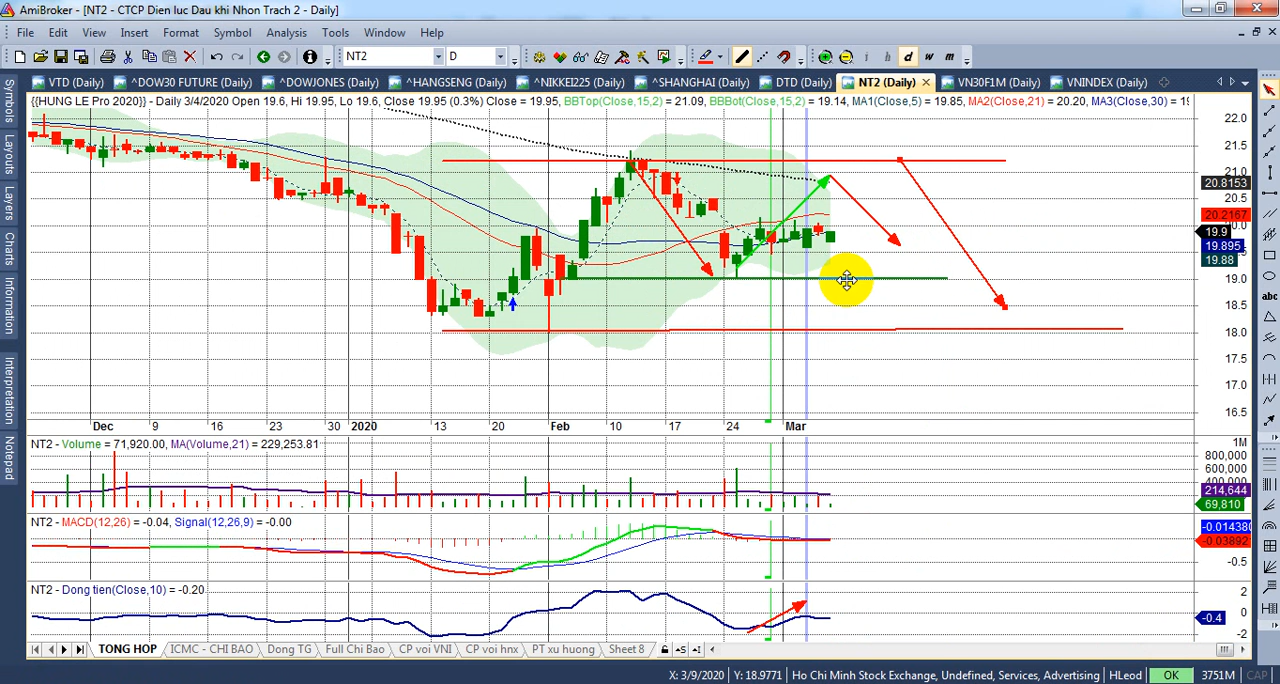 AmiBroker - [NT2 - CTCP Dien luc Dau khi Nhon Trach 2 - Daily]
File Edit View Insert Format Symbol Analysis Tools Window Help
NT2 D i h d w m
VTD (Daily) ^DOW30 FUTURE (Daily) ^DOWJONES (Daily) ^HANGSENG (Daily) ^NIKKEI225 (Daily) ^SHANGHAI (Daily) DTD (Daily) NT2 (Daily) VN30F1M (Daily) VNINDEX (Daily)
{{HUNG LE Pro 2020}} - Daily 3/4/2020 Open 19.6, Hi 19.95, Lo 19.6, Close 19.95 (0.3%) Close = 19.95, BBTop(Close,15,2) = 21.09, BBBot(Close,15,2) = 19.14, MA1(Close,5) = 19.85, MA2(Close,21) = 20.20, MA3(Close,30) = 19
22.0
21.5
21.0
20.8153
20.2167
19.9
19.895
19.88
19.0
18.5
18.0
17.5
17.0
16.5
Dec 9 16 23 30 2020 13 20 Feb 10 17 24 Mar
NT2 - Volume = 71,920.00, MA(Volume,21) = 229,253.81
1M
800,000
600,000
214,644
69,810
NT2 - MACD(12,26) = -0.04, Signal(12,26,9) = -0.00
-0.014380
-0.03892
-0.5
NT2 - Dong tien(Close,10) = -0.20
2
0
-0.4
-2
TONG HOP ICMC - CHI BAO Dong TG Full Chi Bao CP voi VNI CP voi hnx PT xu huong Sheet 8
X: 3/9/2020 Y: 18.9771 Ho Chi Minh Stock Exchange, Undefined, Services, Advertising HLeod OK 3751M CAP
Symbols
Layouts
Layers
Charts
Information
Interpretation
Notepad
abc